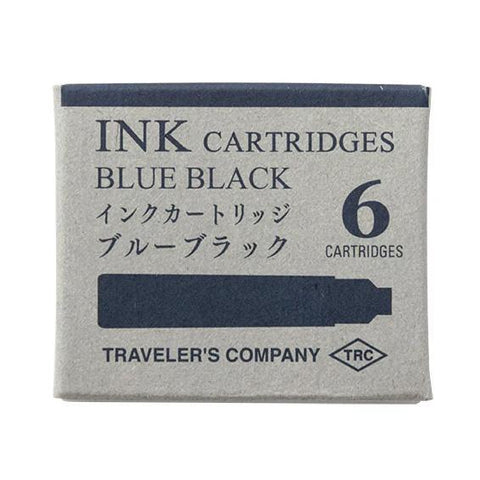 INK CARTRIDGES
BLUE BLACK
インクカートリッジ
ブルーブラック
6
CARTRIDGES
TRAVELER'S COMPANY
TRC